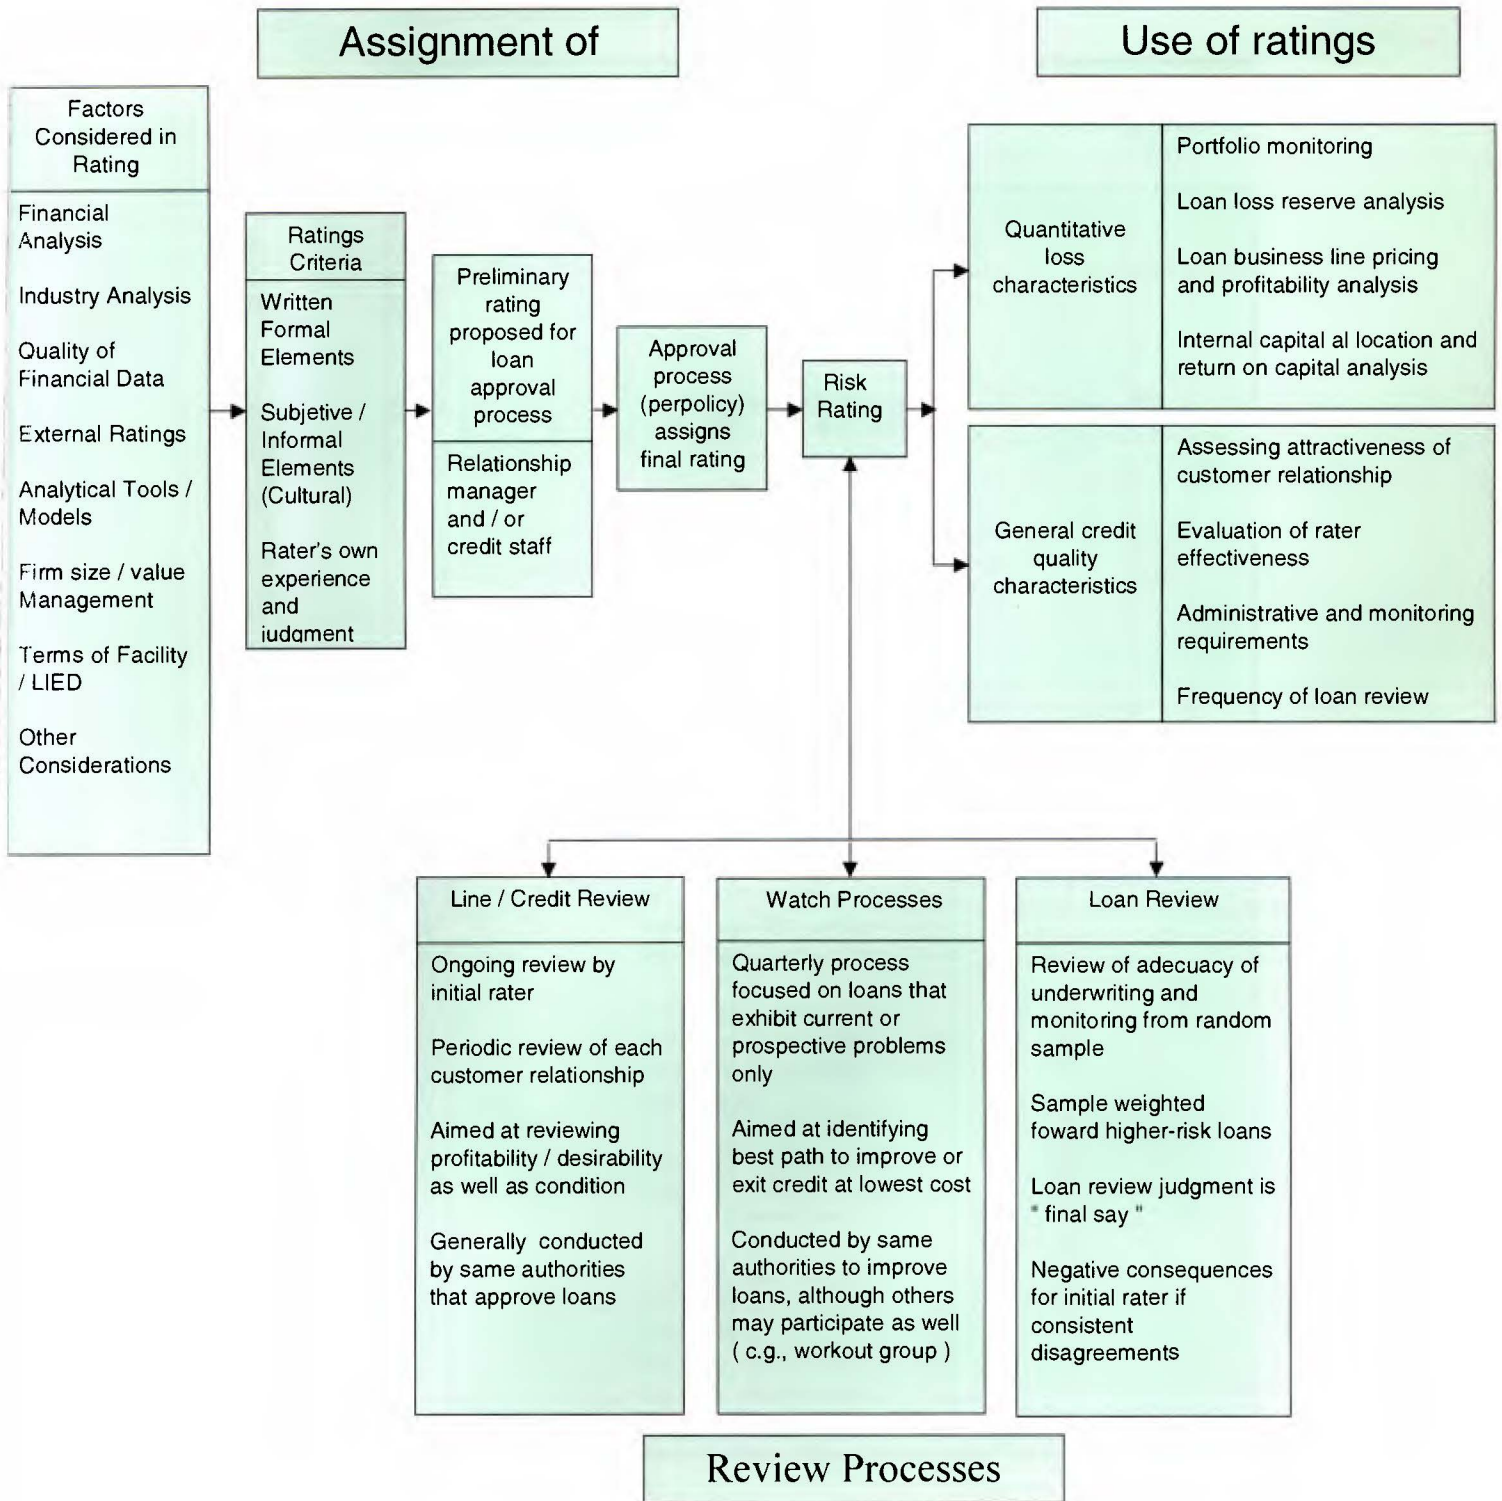 Assignment of
Use of ratings
Factors
Considered in
Rating
Financial
Analysis
Industry Analysis
Quality of
Financial Data
External Ratings
Analytical Tools /
Models
Firm size / value
Management
Terms of Facility
/ LIED
Other
Considerations
Ratings
Criteria
Written
Formal
Elements
Subjetive /
Informal
Elements
(Cultural)
Rater's own
experience
and
iudgment
Preliminary
rating
proposed for
loan
approval
process
Relationship
manager
and / or
credit staff
Approval
process
(perpolicy)
assigns
final rating
Risk
Rating
Quantitative
loss
characteristics
Portfolio monitoring
Loan loss reserve analysis
Loan business line pricing
and profitability analysis
Internal capital al location and
return on capital analysis
General credit
quality
characteristics
Assessing attractiveness of
customer relationship
Evaluation of rater
effectiveness
Administrative and monitoring
requirements
Frequency of loan review
Line / Credit Review
Ongoing review by
initial rater
Periodic review of each
customer relationship
Aimed at reviewing
profitability / desirability
as well as condition
Generally conducted
by same authorities
that approve loans
Watch Processes
Quarterly process
focused on loans that
exhibit current or
prospective problems
only
Aimed at identifying
best path to improve or
exit credit at lowest cost
Conducted by same
authorities to improve
loans, although others
may participate as well
( c.g., workout group )
Loan Review
Review of adecuacy of
underwriting and
monitoring from random
sample
Sample weighted
foward higher-risk loans
Loan review judgment is
" final say "
Negative consequences
for initial rater if
consistent
disagreements
Review Processes